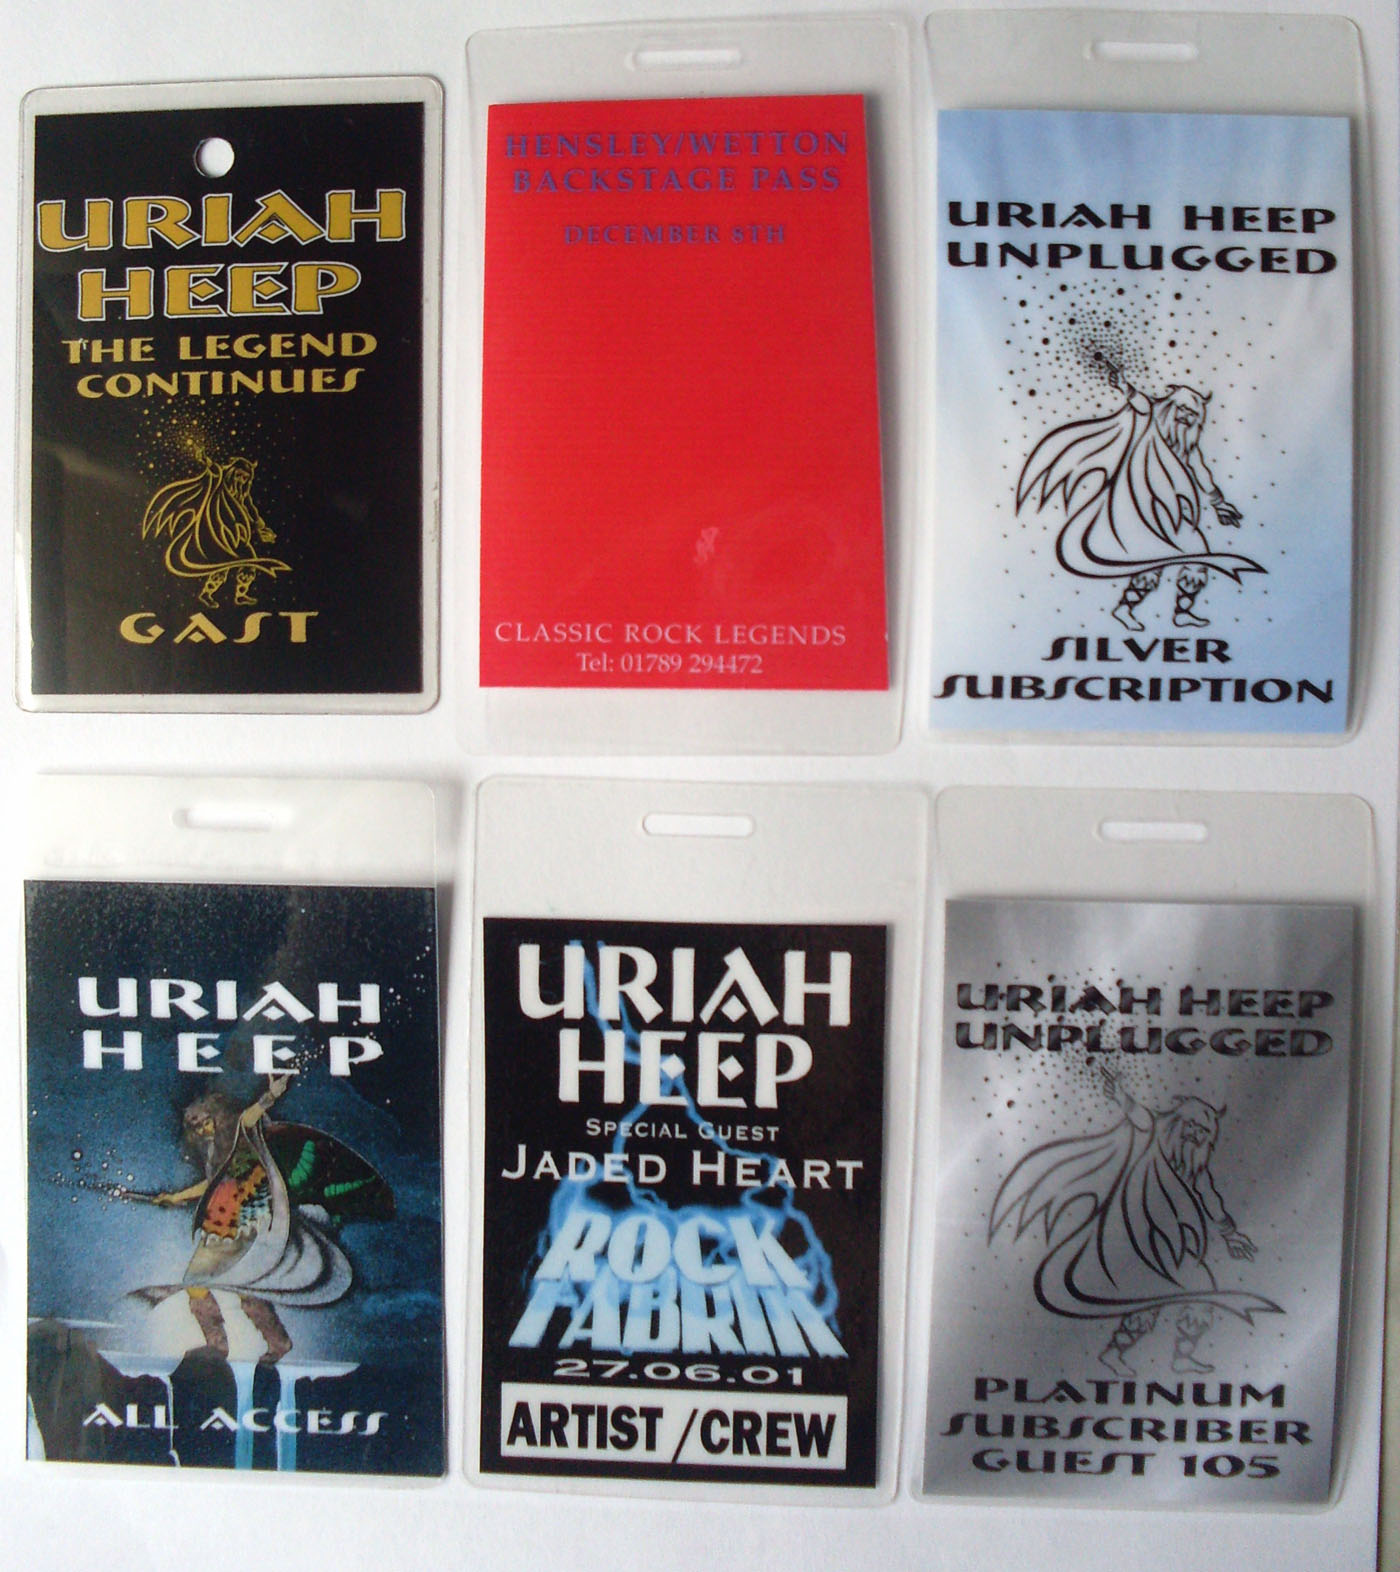 URIAH
HEEP
THE LEGEND
CONTINUES
GAST
HENSLEY/WETTON
BACKSTAGE PASS
DECEMBER 8TH
CLASSIC ROCK LEGENDS
Tel: 01789 294472
URIAH HEEP
UNPLUGGED
SILVER
SUBSCRIPTION
URIAH
HEEP
ALL ACCESS
URIAH
HEEP
SPECIAL GUEST
JADED HEART
ROCK
FABRIK
27.06.01
ARTIST/CREW
URIAH HEEP
UNPLUGGED
PLATINUM
SUBSCRIBER
GUEST 105